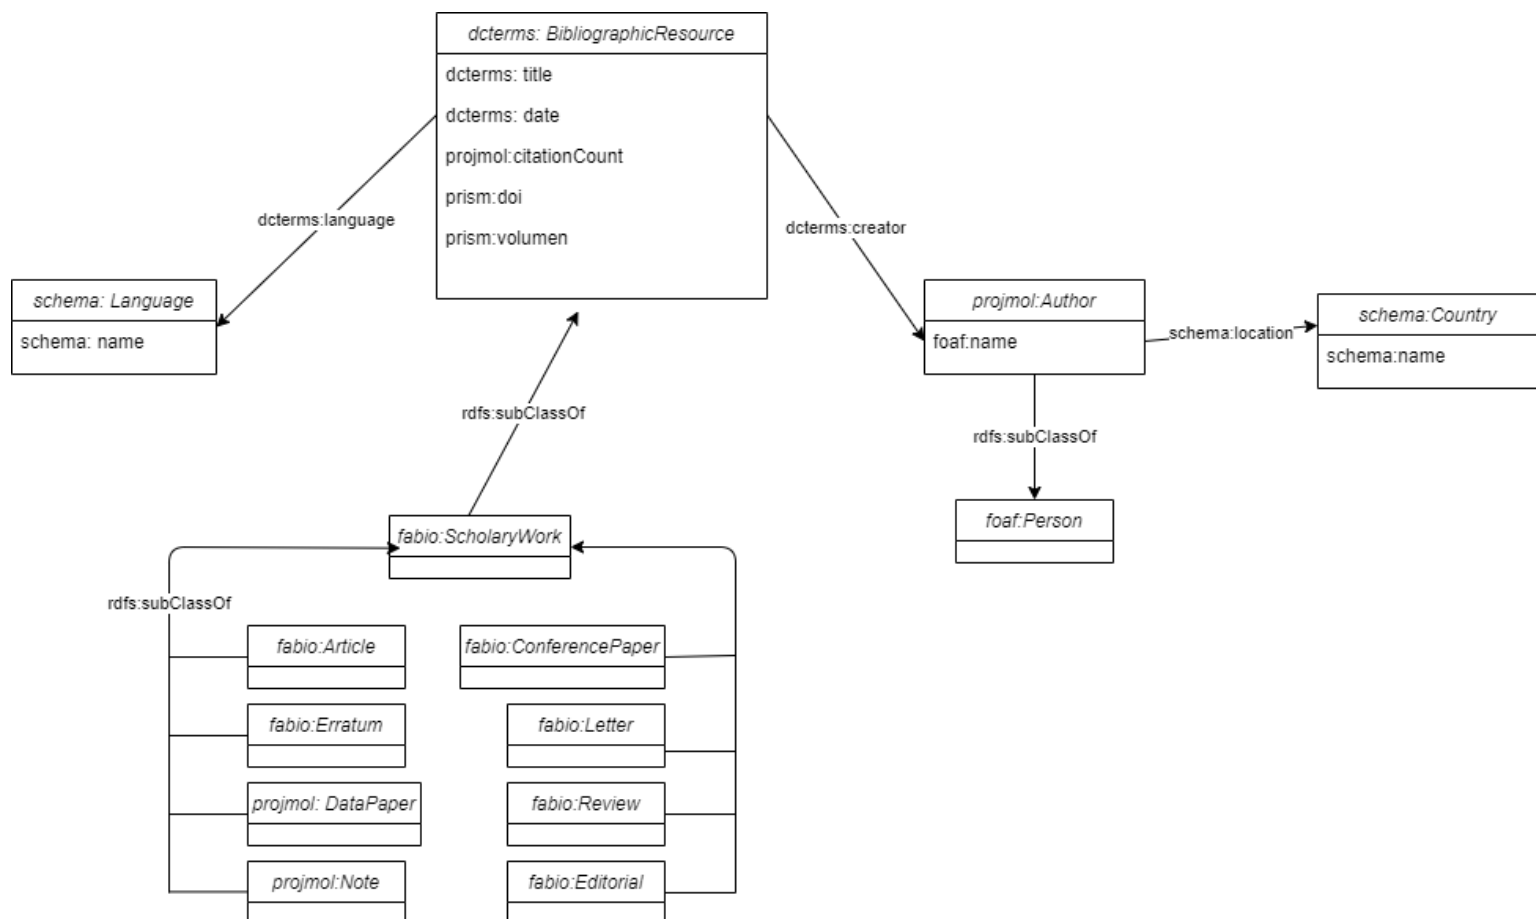 dcterms: BibliographicResource
dcterms: title
dcterms: date
projmol:citationCount
prism:doi
prism:volumen
dcterms:language
dcterms:creator
schema: Language
schema: name
projmol:Author
foaf:name
schema:location
schema:Country
schema:name
rdfs:subClassOf
rdfs:subClassOf
foaf:Person
fabio:ScholaryWork
rdfs:subClassOf
fabio:Article
fabio:ConferencePaper
fabio:Erratum
fabio:Letter
projmol: DataPaper
fabio:Review
projmol:Note
fabio:Editorial